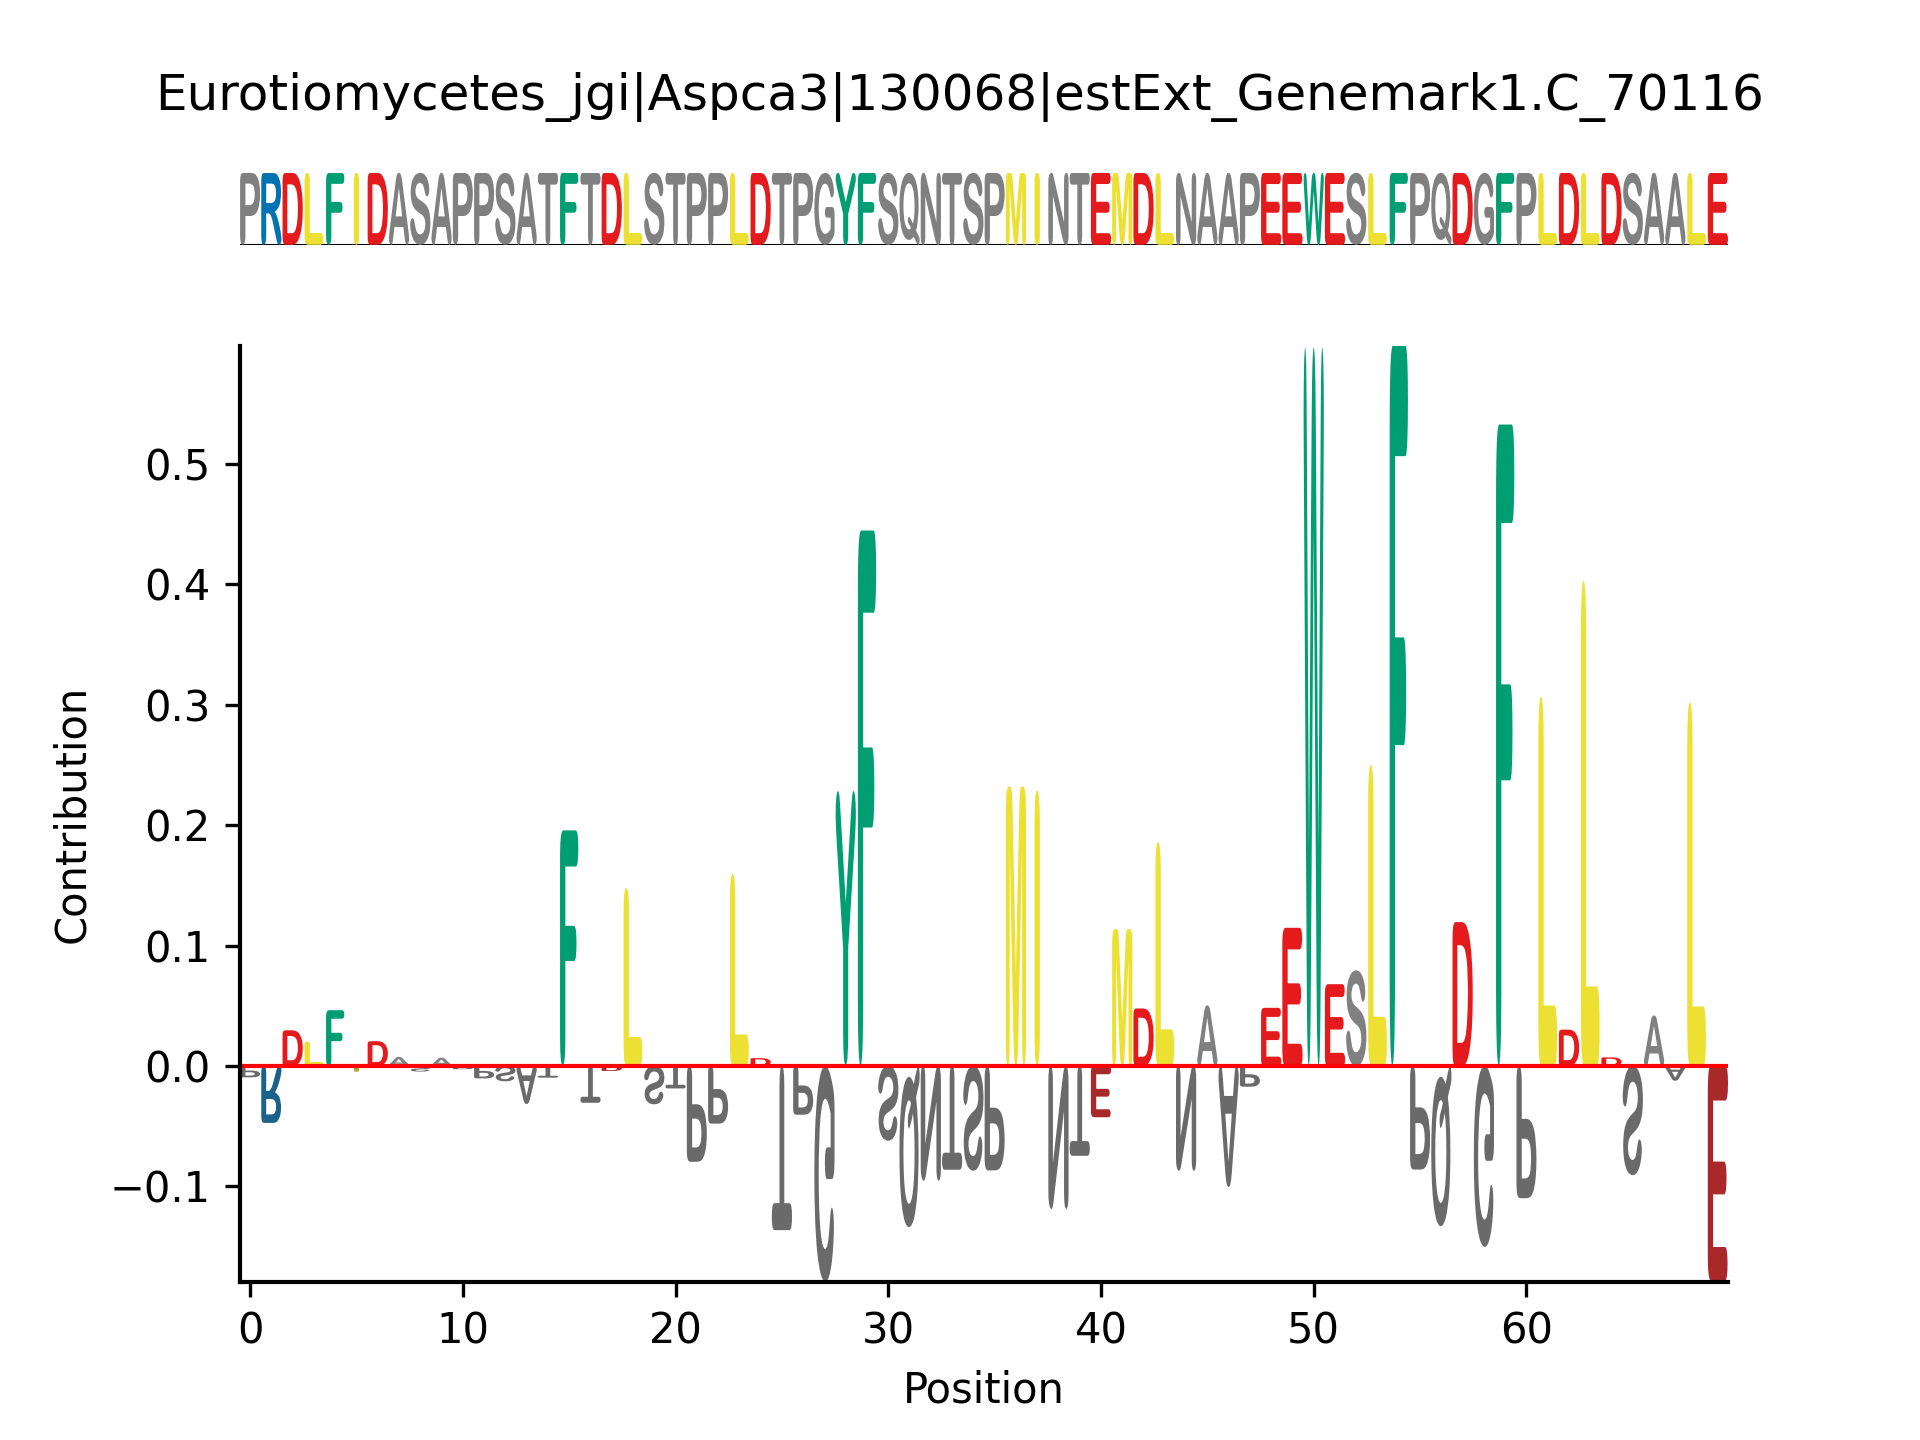 Eurotiomycetes_jgi|Aspca3|130068|estExt_Genemark1.C_70116
PRDLFIDASAPPSATFTDLSTPPLDTPGYFSQNTSPMINTEMDLNAAPEEWESLFPQDGFPLDLDSAALE
Contribution
0.5
0.4
0.3
0.2
0.1
0.0
−0.1
PRDLFIDASAPPSATFTDLSTPPLDTPGYFSQNTSPMINTEMDLNAAPEEWESLFPQDGFPLDLDSAALE
0 10 20 30 40 50 60
Position